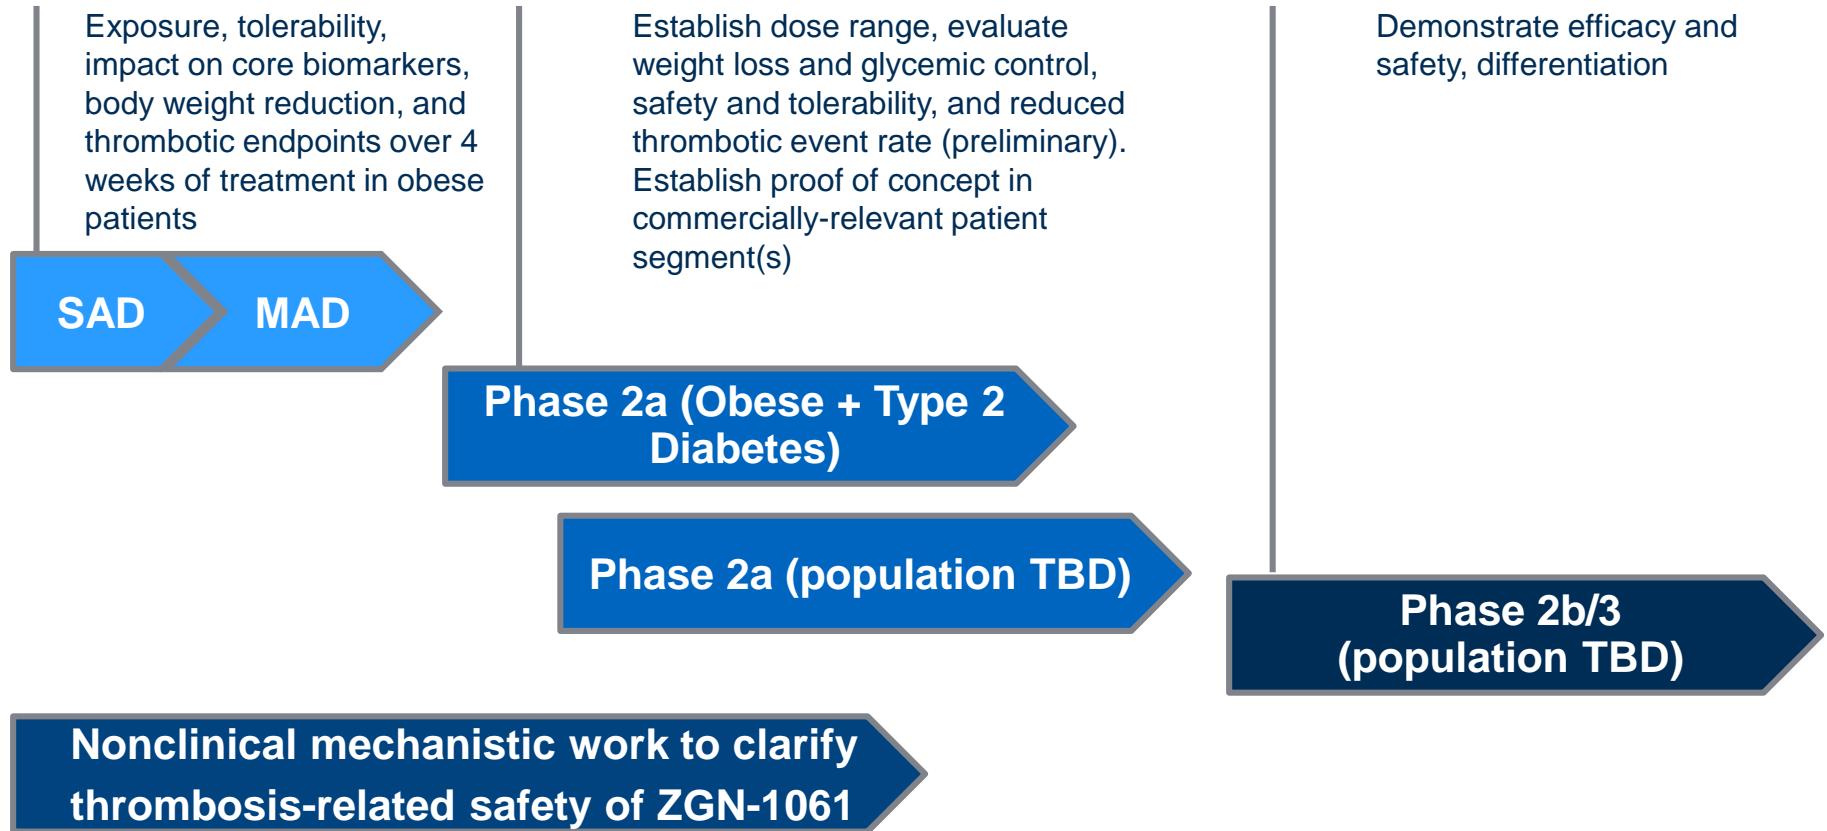 Exposure, tolerability,
impact on core biomarkers,
body weight reduction, and
thrombotic endpoints over 4
weeks of treatment in obese
patients
Establish dose range, evaluate
weight loss and glycemic control,
safety and tolerability, and reduced
thrombotic event rate (preliminary).
Establish proof of concept in
commercially-relevant patient
segment(s)
Demonstrate efficacy and
safety, differentiation
SAD
MAD
Phase 2a (Obese + Type 2
Diabetes)
Phase 2a (population TBD)
Phase 2b/3
(population TBD)
Nonclinical mechanistic work to clarify
thrombosis-related safety of ZGN-1061